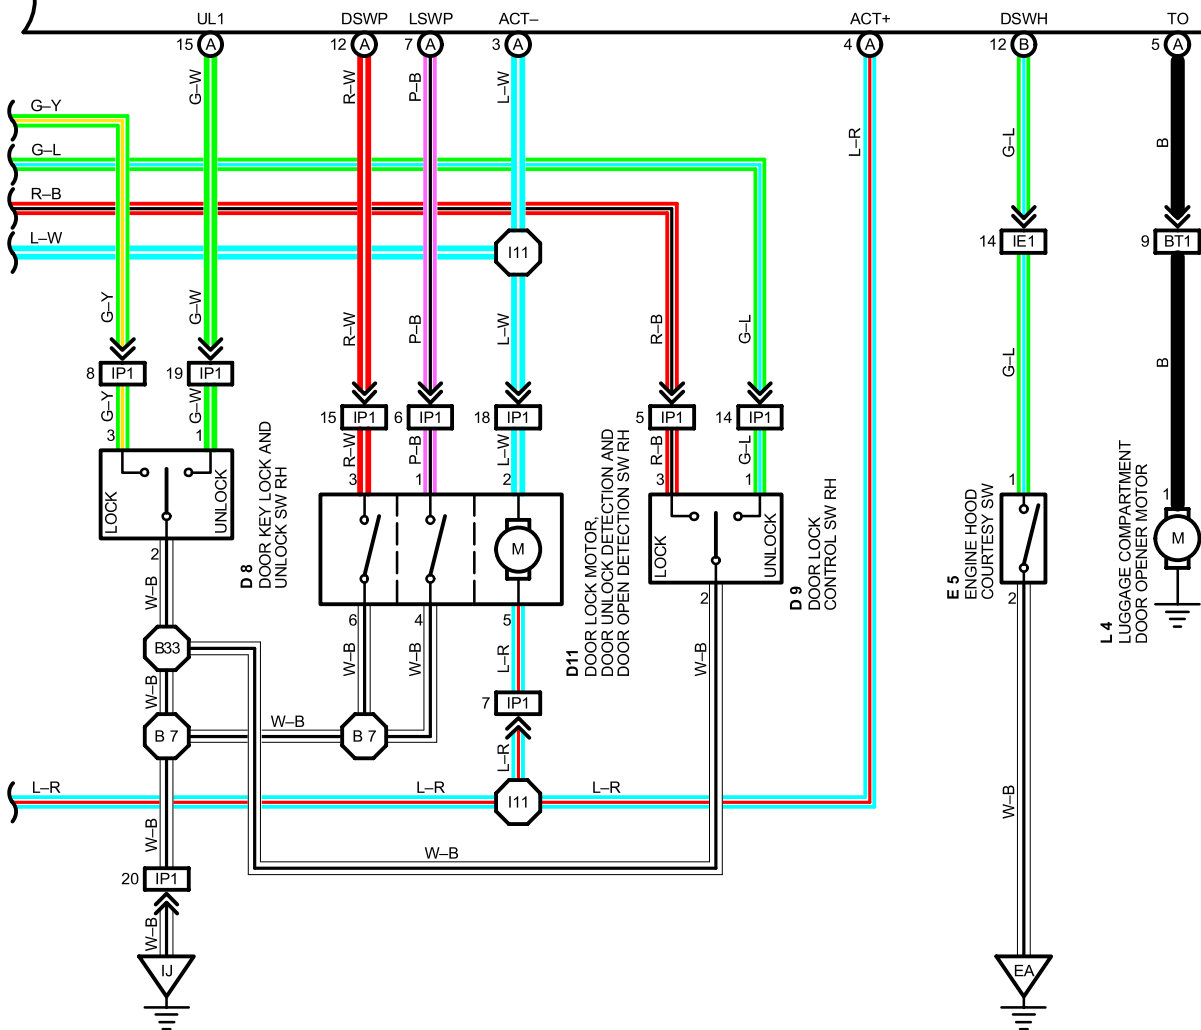 UL1 DSWP LSWP ACT– ACT+ DSWH TO
15 A 12 A 7 A 3 A 4 A 12 B 5 A
G–W R–W P–B L–W L–R G–L B
G–Y
G–L
R–B
L–W
I11
14 IE1 9 BT1
G–Y G–W R–W P–B L–W R–B G–L G–L B
8 IP1 19 IP1
G–Y G–W
15 IP1 6 IP1 18 IP1 5 IP1 14 IP1
R–W P–B L–W R–B G–L
3 1
3 1 2 3 1 1 1
LOCK UNLOCK
D 8
DOOR KEY LOCK AND
UNLOCK SW RH
M
D11
DOOR LOCK MOTOR,
DOOR UNLOCK DETECTION AND
DOOR OPEN DETECTION SW RH
LOCK UNLOCK
D 9
DOOR LOCK
CONTROL SW RH
E 5
ENGINE HOOD
COURTESY SW
L 4
LUGGAGE COMPARTMENT
DOOR OPENER MOTOR
M
2 6 4 5 2 2
W–B W–B W–B L–R W–B
B33
W–B
7 IP1
B 7 W–B B 7
L–R
L–R L–R I11 L–R
W–B W–B
W–B
20 IP1
W–B
IJ EA